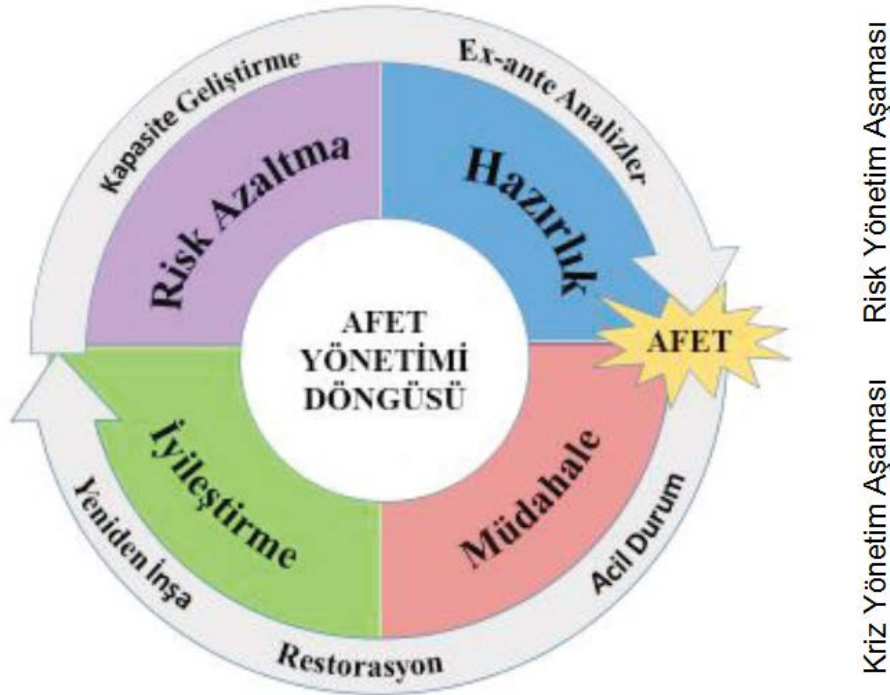 Kapasite Geliştirme
Ex-ante Analizler
Risk Azaltma
Hazırlık
AFET
YÖNETİMİ
DÖNGÜSÜ
AFET
İyileştirme
Müdahale
Yeniden İnşa
Restorasyon
Acil Durum
Risk Yönetim Aşaması
Kriz Yönetim Aşaması